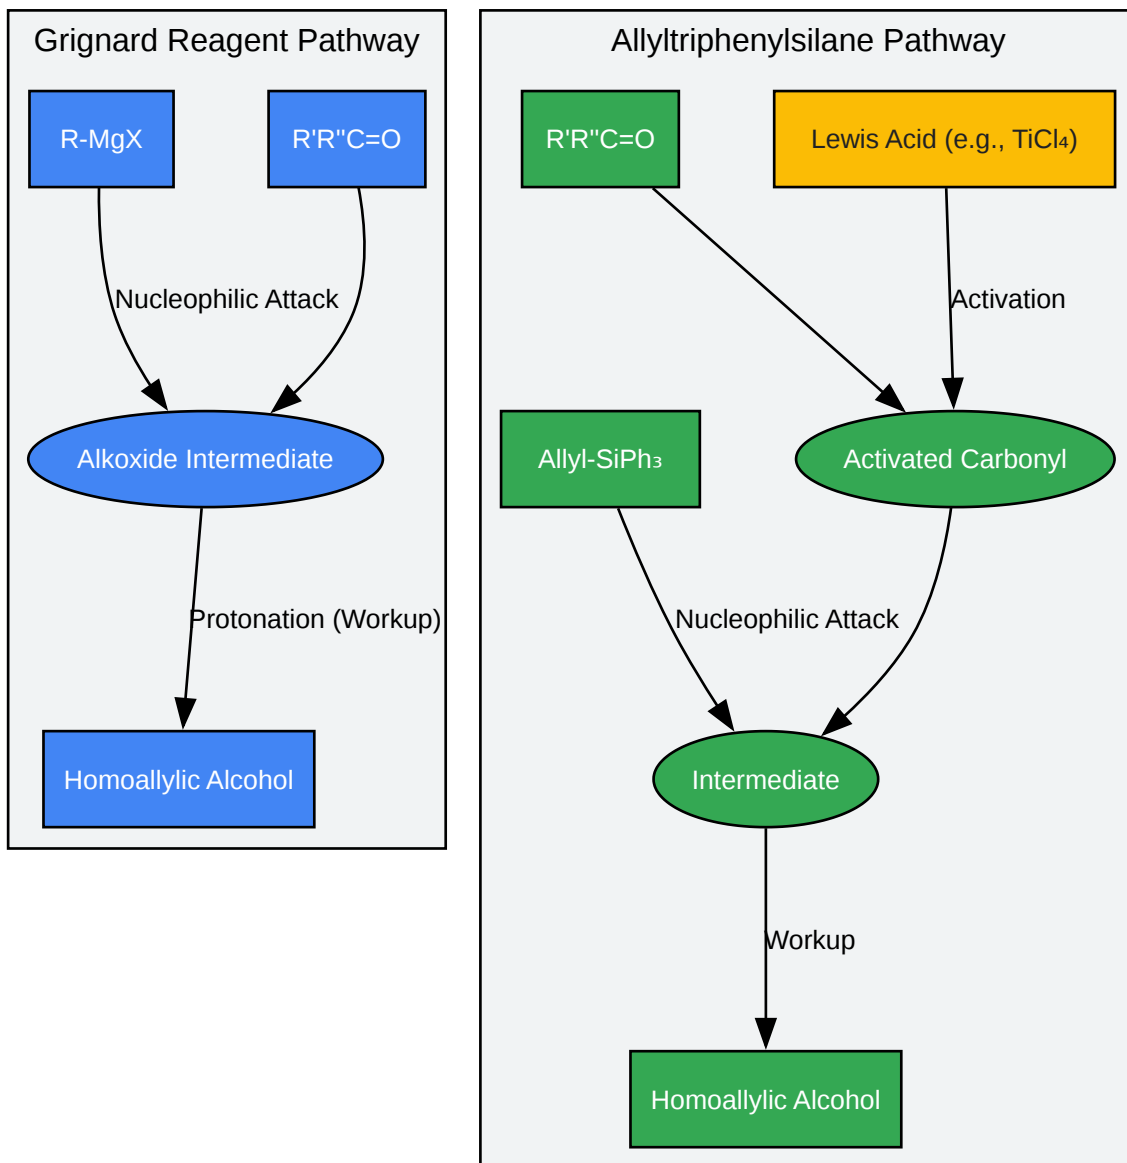 Grignard Reagent Pathway
R-MgX
R'R"C=O
Nucleophilic Attack
Alkoxide Intermediate
Protonation (Workup)
Homoallylic Alcohol
Allyltriphenylsilane Pathway
R'R"C=O
Lewis Acid (e.g., TiCl₄)
Activation
Allyl-SiPh₃
Activated Carbonyl
Nucleophilic Attack
Intermediate
Workup
Homoallylic Alcohol